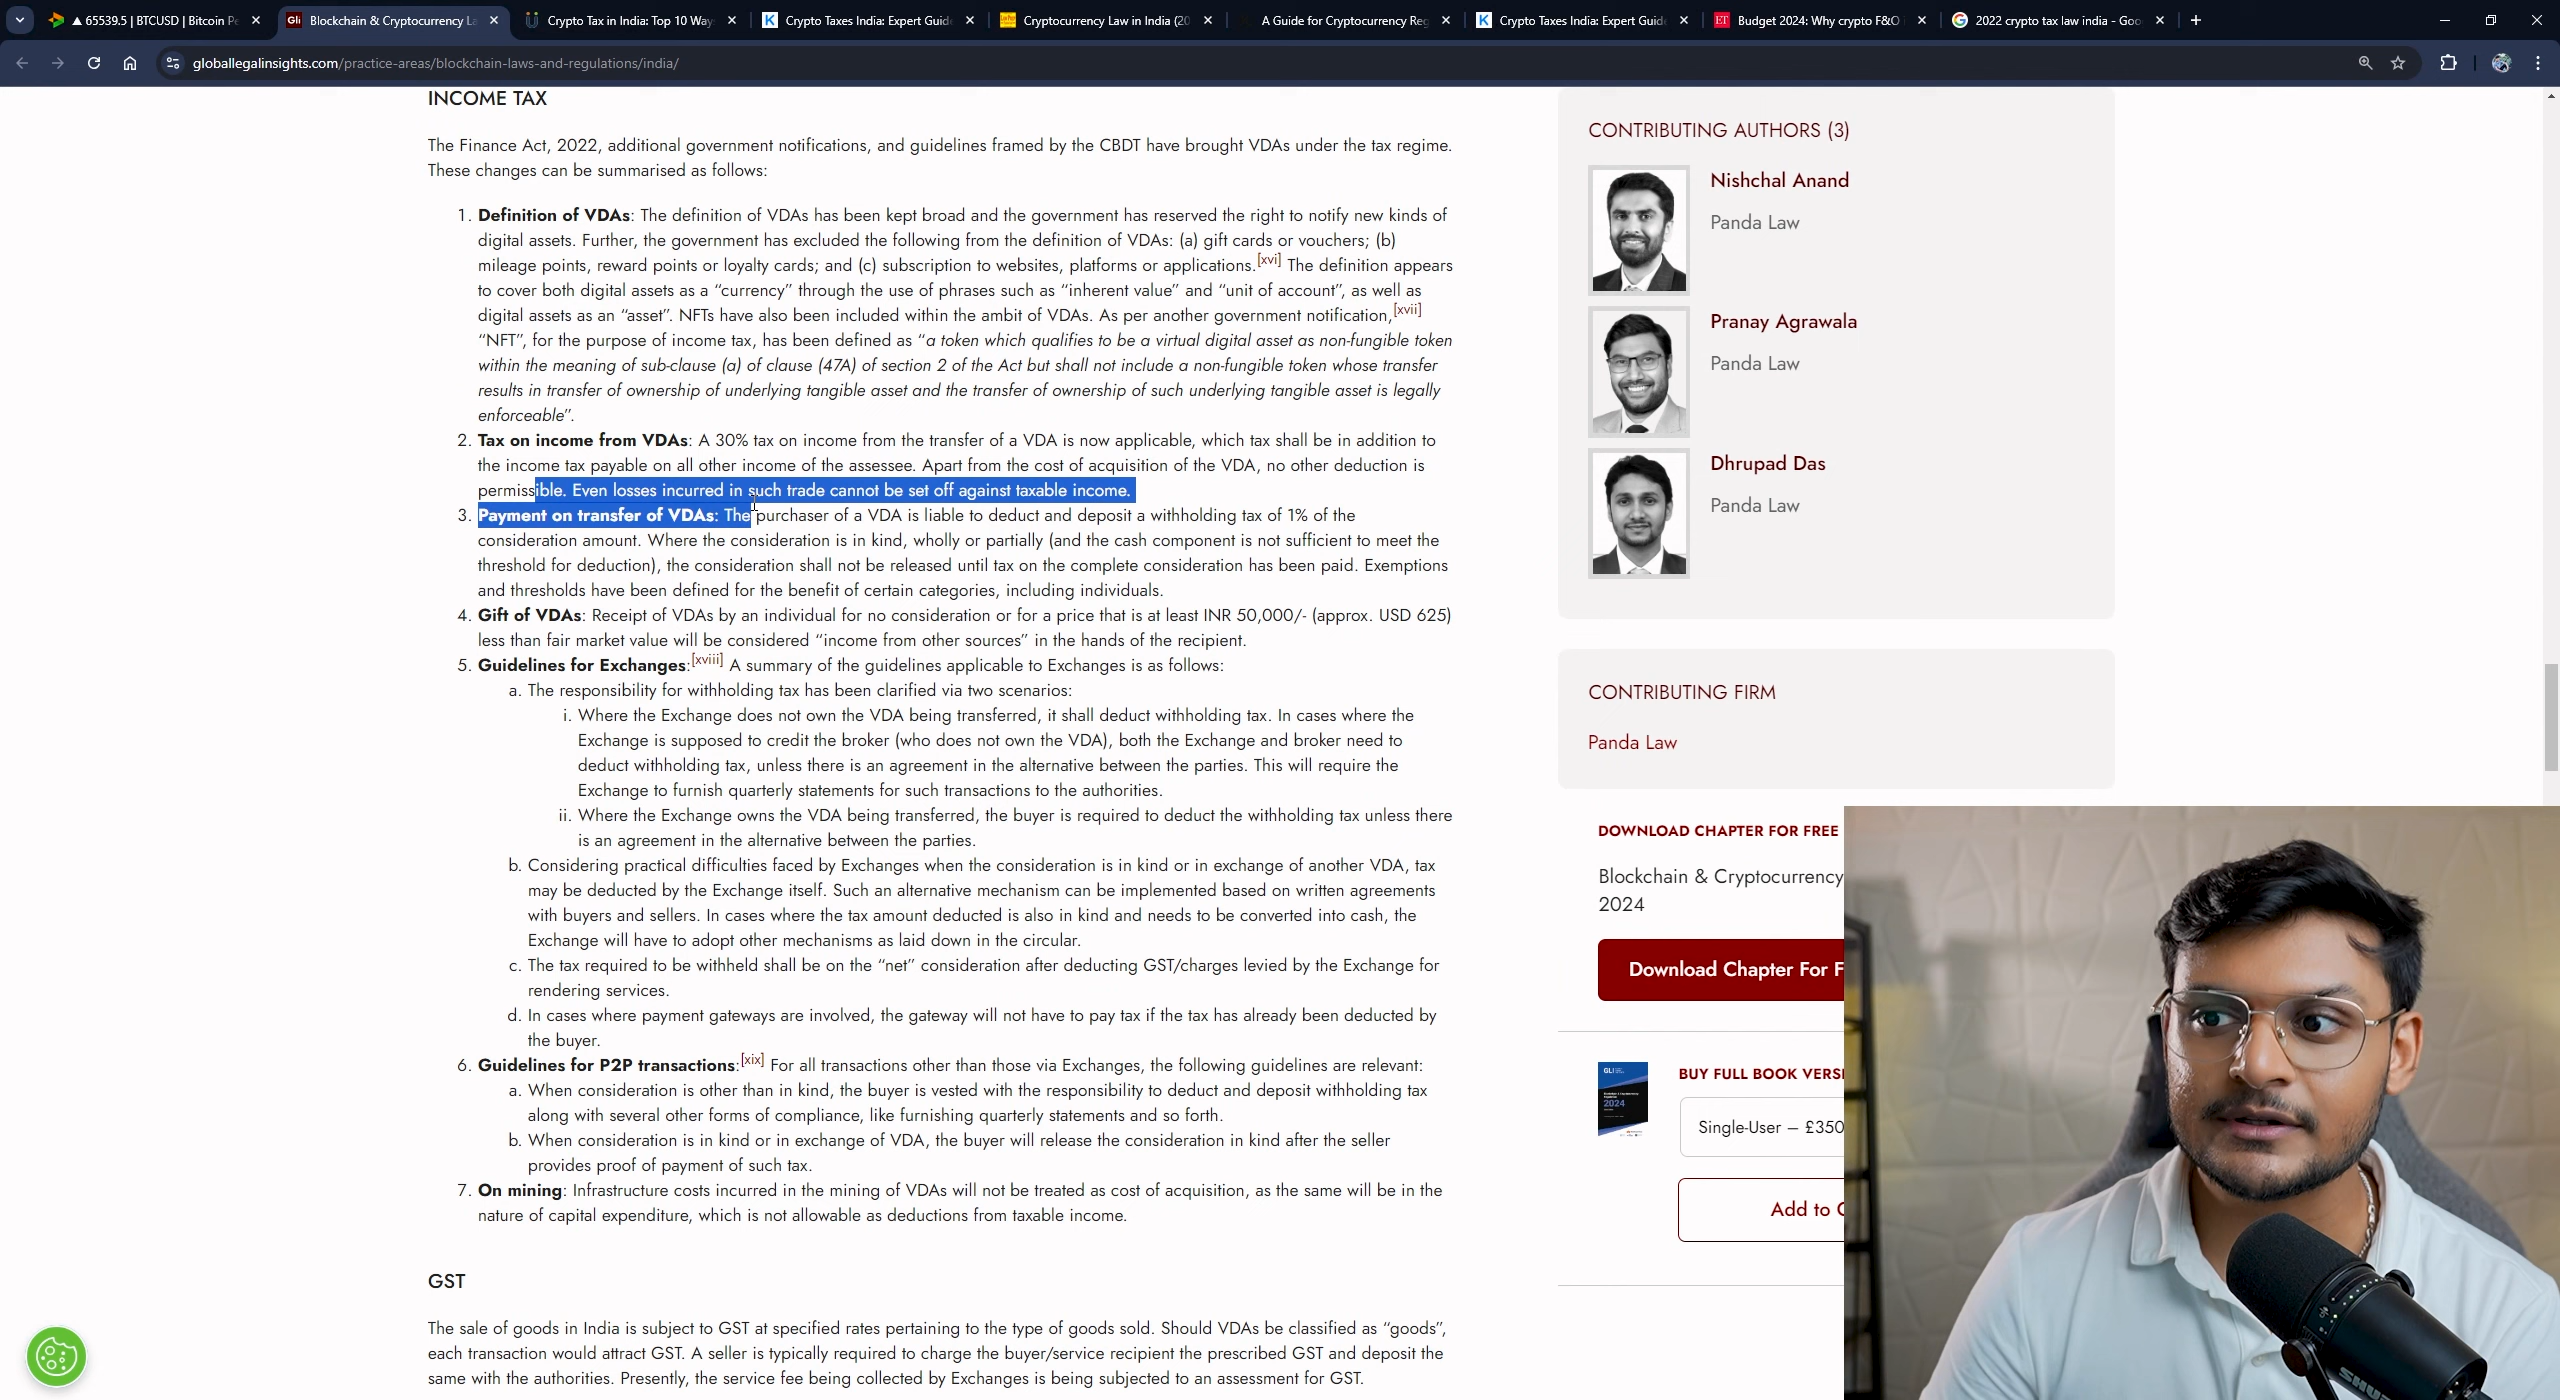 ▲ 65539.5 | BTCUSD | Bitcoin Pe
Gli
Blockchain & Cryptocurrency La
Crypto Tax in India: Top 10 Way
K
Crypto Taxes India: Expert Guide
Cryptocurrency Law in India (20
A Guide for Cryptocurrency Reg
K
Crypto Taxes India: Expert Guide
ET
Budget 2024: Why crypto F&O
2022 crypto tax law india - Goo
globallegalinsights.com/practice-areas/blockchain-laws-and-regulations/india/
INCOME TAX
The Finance Act, 2022, additional government notifications, and guidelines framed by the CBDT have brought VDAs under the tax regime.
These changes can be summarised as follows:
1. Definition of VDAs: The definition of VDAs has been kept broad and the government has reserved the right to notify new kinds of
digital assets. Further, the government has excluded the following from the definition of VDAs: (a) gift cards or vouchers; (b)
mileage points, reward points or loyalty cards; and (c) subscription to websites, platforms or applications.[xvi] The definition appears
to cover both digital assets as a “currency” through the use of phrases such as “inherent value” and “unit of account”, as well as
digital assets as an “asset”. NFTs have also been included within the ambit of VDAs. As per another government notification,[xvii]
“NFT”, for the purpose of income tax, has been defined as “a token which qualifies to be a virtual digital asset as non-fungible token
within the meaning of sub-clause (a) of clause (47A) of section 2 of the Act but shall not include a non-fungible token whose transfer
results in transfer of ownership of underlying tangible asset and the transfer of ownership of such underlying tangible asset is legally
enforceable”.
2. Tax on income from VDAs: A 30% tax on income from the transfer of a VDA is now applicable, which tax shall be in addition to
the income tax payable on all other income of the assessee. Apart from the cost of acquisition of the VDA, no other deduction is
permissible. Even losses incurred in such trade cannot be set off against taxable income.
3. Payment on transfer of VDAs: The purchaser of a VDA is liable to deduct and deposit a withholding tax of 1% of the
consideration amount. Where the consideration is in kind, wholly or partially (and the cash component is not sufficient to meet the
threshold for deduction), the consideration shall not be released until tax on the complete consideration has been paid. Exemptions
and thresholds have been defined for the benefit of certain categories, including individuals.
4. Gift of VDAs: Receipt of VDAs by an individual for no consideration or for a price that is at least INR 50,000/- (approx. USD 625)
less than fair market value will be considered “income from other sources” in the hands of the recipient.
5. Guidelines for Exchanges:[xviii] A summary of the guidelines applicable to Exchanges is as follows:
a. The responsibility for withholding tax has been clarified via two scenarios:
i. Where the Exchange does not own the VDA being transferred, it shall deduct withholding tax. In cases where the
Exchange is supposed to credit the broker (who does not own the VDA), both the Exchange and broker need to
deduct withholding tax, unless there is an agreement in the alternative between the parties. This will require the
Exchange to furnish quarterly statements for such transactions to the authorities.
ii. Where the Exchange owns the VDA being transferred, the buyer is required to deduct the withholding tax unless there
is an agreement in the alternative between the parties.
b. Considering practical difficulties faced by Exchanges when the consideration is in kind or in exchange of another VDA, tax
may be deducted by the Exchange itself. Such an alternative mechanism can be implemented based on written agreements
with buyers and sellers. In cases where the tax amount deducted is also in kind and needs to be converted into cash, the
Exchange will have to adopt other mechanisms as laid down in the circular.
c. The tax required to be withheld shall be on the “net” consideration after deducting GST/charges levied by the Exchange for
rendering services.
d. In cases where payment gateways are involved, the gateway will not have to pay tax if the tax has already been deducted by
the buyer.
6. Guidelines for P2P transactions:[xix] For all transactions other than those via Exchanges, the following guidelines are relevant:
a. When consideration is other than in kind, the buyer is vested with the responsibility to deduct and deposit withholding tax
along with several other forms of compliance, like furnishing quarterly statements and so forth.
b. When consideration is in kind or in exchange of VDA, the buyer will release the consideration in kind after the seller
provides proof of payment of such tax.
7. On mining: Infrastructure costs incurred in the mining of VDAs will not be treated as cost of acquisition, as the same will be in the
nature of capital expenditure, which is not allowable as deductions from taxable income.
GST
The sale of goods in India is subject to GST at specified rates pertaining to the type of goods sold. Should VDAs be classified as “goods”,
each transaction would attract GST. A seller is typically required to charge the buyer/service recipient the prescribed GST and deposit the
same with the authorities. Presently, the service fee being collected by Exchanges is being subjected to an assessment for GST.
CONTRIBUTING AUTHORS (3)
Nishchal Anand
Panda Law
Pranay Agrawala
Panda Law
Dhrupad Das
Panda Law
CONTRIBUTING FIRM
Panda Law
DOWNLOAD CHAPTER FOR FREE
Blockchain & Cryptocurrency
2024
Download Chapter For F
GLI
2024
BUY FULL BOOK VERSI
Single-User – £350
Add to C
SHU